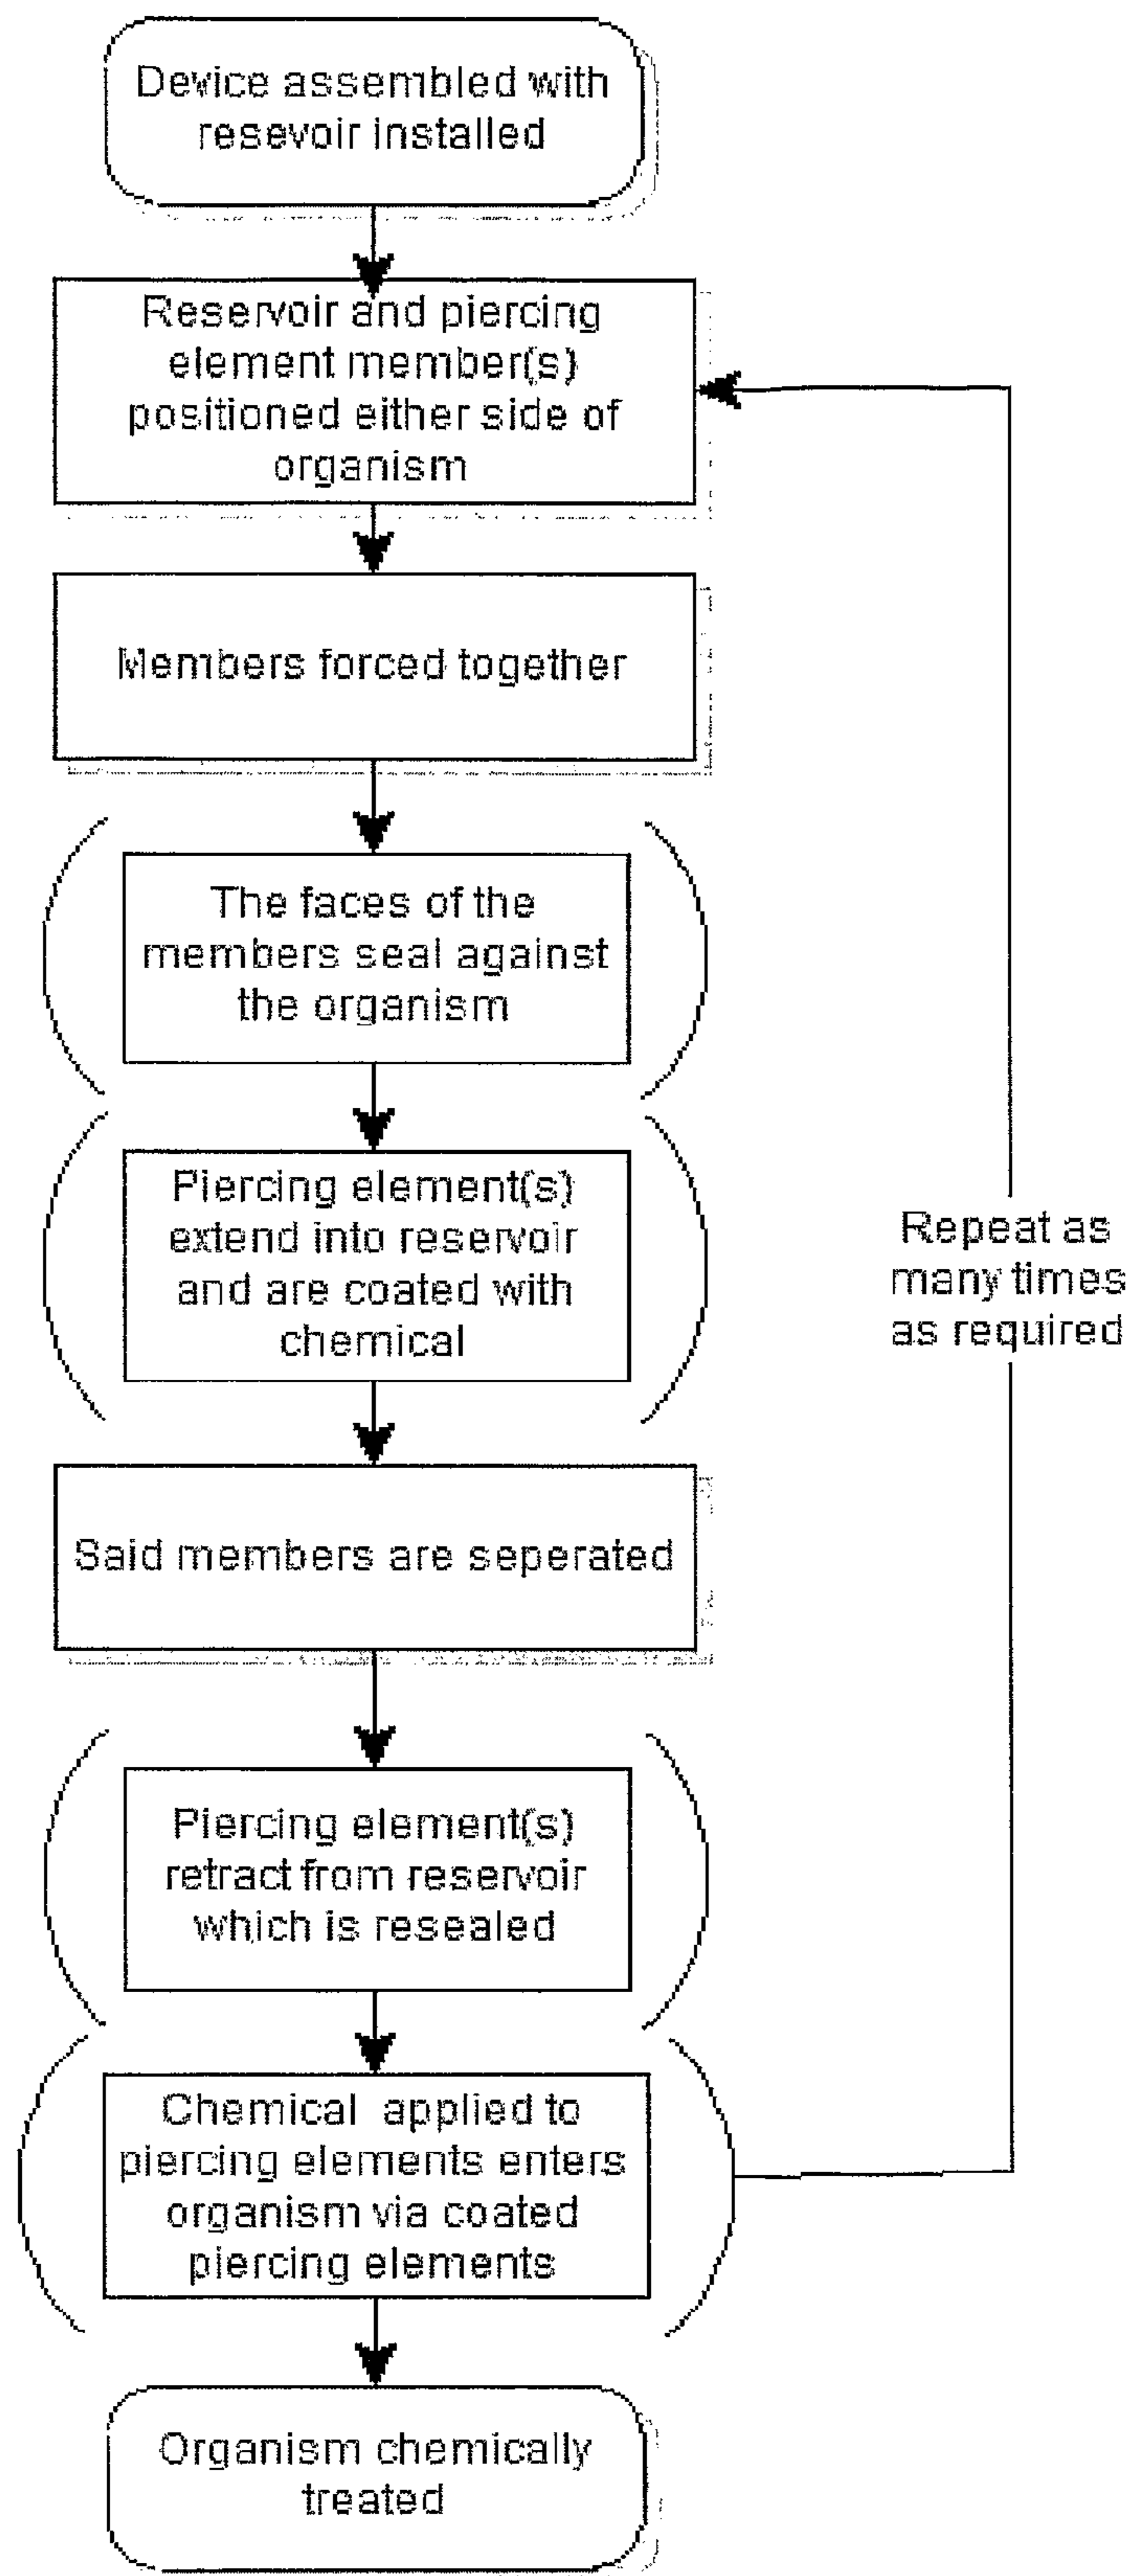 Device assembled with
resevoir installed
Reservoir and piercing
element member(s)
positioned either side of
organism
Members forced together
The faces of the
members seal against
the organism
Piercing element(s)
extend into reservoir
and are coated with
chemical
Repeat as
many times
as required
Said members are seperated
Piercing element(s)
retract from reservoir
which is resealed
Chemical applied to
piercing elements enters
organism via coated
piercing elements
Organism chemically
treated